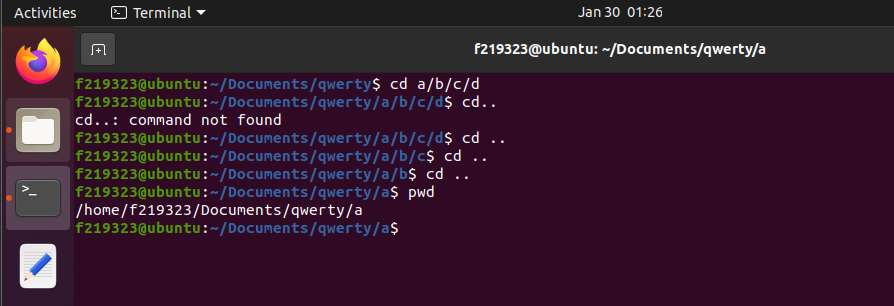 Activities
Terminal
Jan 30 01:26
f219323@ubuntu: ~/Documents/qwerty/a
f219323@ubuntu:~/Documents/qwerty$ cd a/b/c/d
f219323@ubuntu:~/Documents/qwerty/a/b/c/d$ cd..
cd..: command not found
f219323@ubuntu:~/Documents/qwerty/a/b/c/d$ cd ..
f219323@ubuntu:~/Documents/qwerty/a/b/c$ cd ..
f219323@ubuntu:~/Documents/qwerty/a/b$ cd ..
f219323@ubuntu:~/Documents/qwerty/a$ pwd
/home/f219323/Documents/qwerty/a
f219323@ubuntu:~/Documents/qwerty/a$